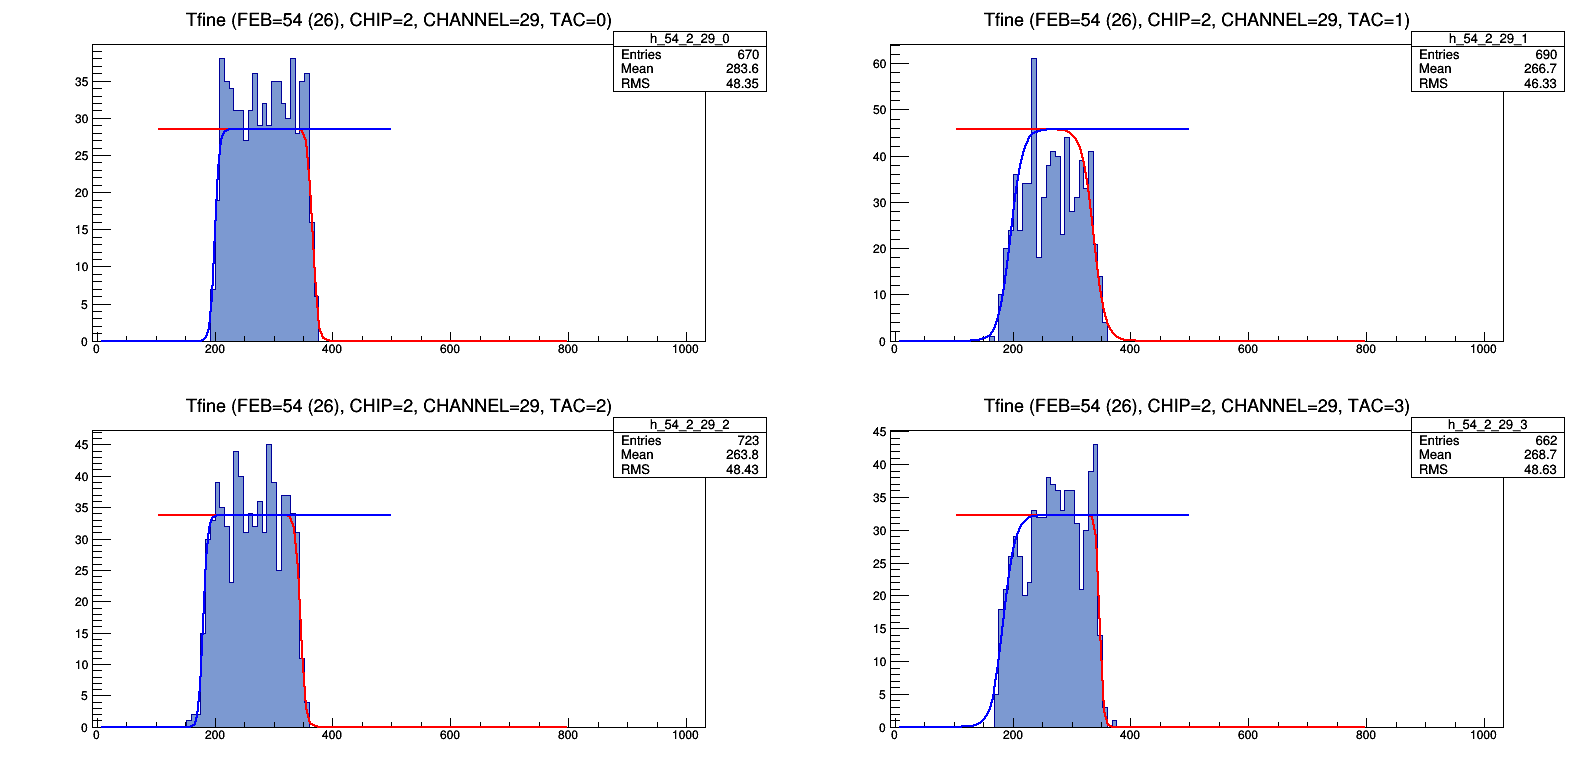 Tfine (FEB=54 (26), CHIP=2, CHANNEL=29, TAC=0)
h_54_2_29_0
Entries 670
Mean 283.6
RMS 48.35
35
30
25
20
15
10
5
0
0 200 400 600 800 1000
Tfine (FEB=54 (26), CHIP=2, CHANNEL=29, TAC=1)
h_54_2_29_1
Entries 690
Mean 266.7
RMS 46.33
60
50
40
30
20
10
0
0 200 400 600 800 1000
Tfine (FEB=54 (26), CHIP=2, CHANNEL=29, TAC=2)
h_54_2_29_2
Entries 723
Mean 263.8
RMS 48.43
45
40
35
30
25
20
15
10
5
0
0 200 400 600 800 1000
Tfine (FEB=54 (26), CHIP=2, CHANNEL=29, TAC=3)
h_54_2_29_3
Entries 662
Mean 268.7
RMS 48.63
45
40
35
30
25
20
15
10
5
0
0 200 400 600 800 1000